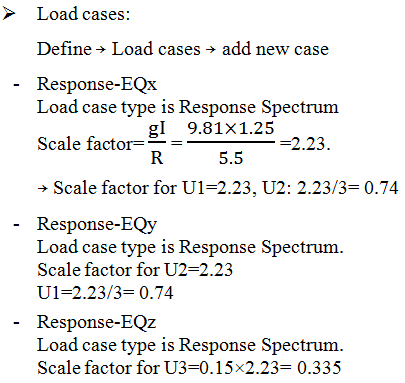 ➤ Load cases:
Define → Load cases → add new case
- Response-EQx
Load case type is Response Spectrum
Scale factor= gI/R = 9.81×1.25/5.5 =2.23.
→ Scale factor for U1=2.23, U2: 2.23/3= 0.74
- Response-EQy
Load case type is Response Spectrum.
Scale factor for U2=2.23
U1=2.23/3= 0.74
- Response-EQz
Load case type is Response Spectrum.
Scale factor for U3=0.15×2.23= 0.335